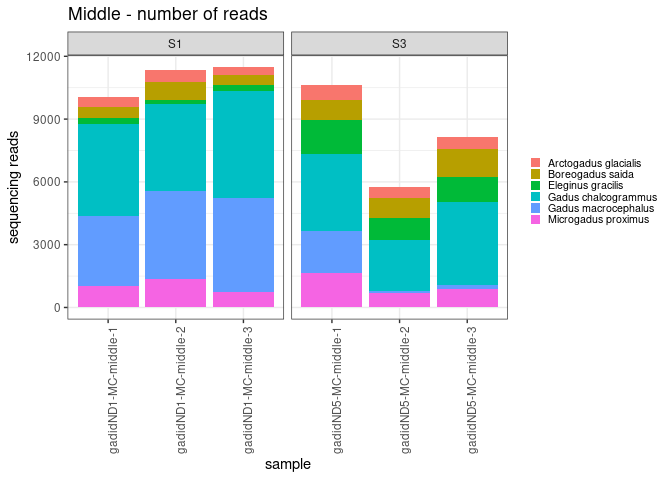 Middle - number of reads
S1
S3
sequencing reads
12000
9000
6000
3000
0
gadidND1-MC-middle-1
gadidND1-MC-middle-2
gadidND1-MC-middle-3
gadidND5-MC-middle-1
gadidND5-MC-middle-2
gadidND5-MC-middle-3
sample
Arctogadus glacialis
Boreogadus saida
Eleginus gracilis
Gadus chalcogrammus
Gadus macrocephalus
Microgadus proximus